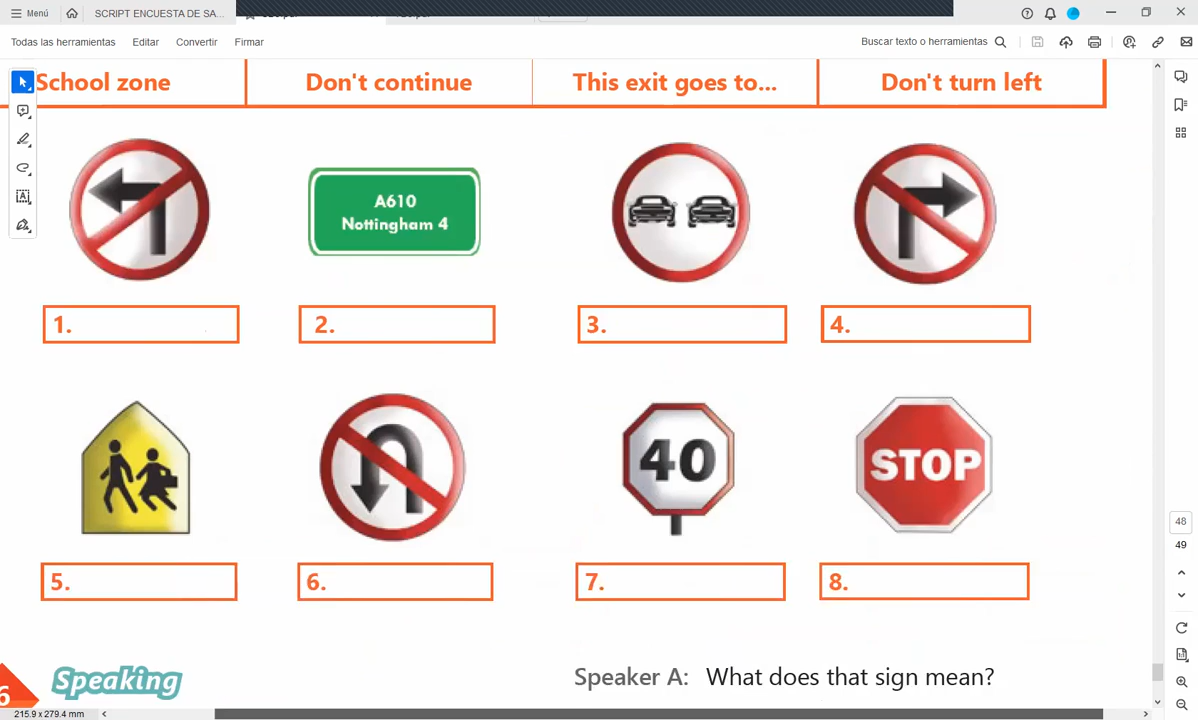 Menú
SCRIPT ENCUESTA DE SA...
Todas las herramientas Editar Convertir Firmar
Buscar texto o herramientas
School zone Don't continue This exit goes to... Don't turn left
A610
Nottingham 4
1. 2. 3. 4.
40 STOP
5. 6. 7. 8.
48
49
6 Speaking Speaker A: What does that sign mean?
215.9 x 279.4 mm